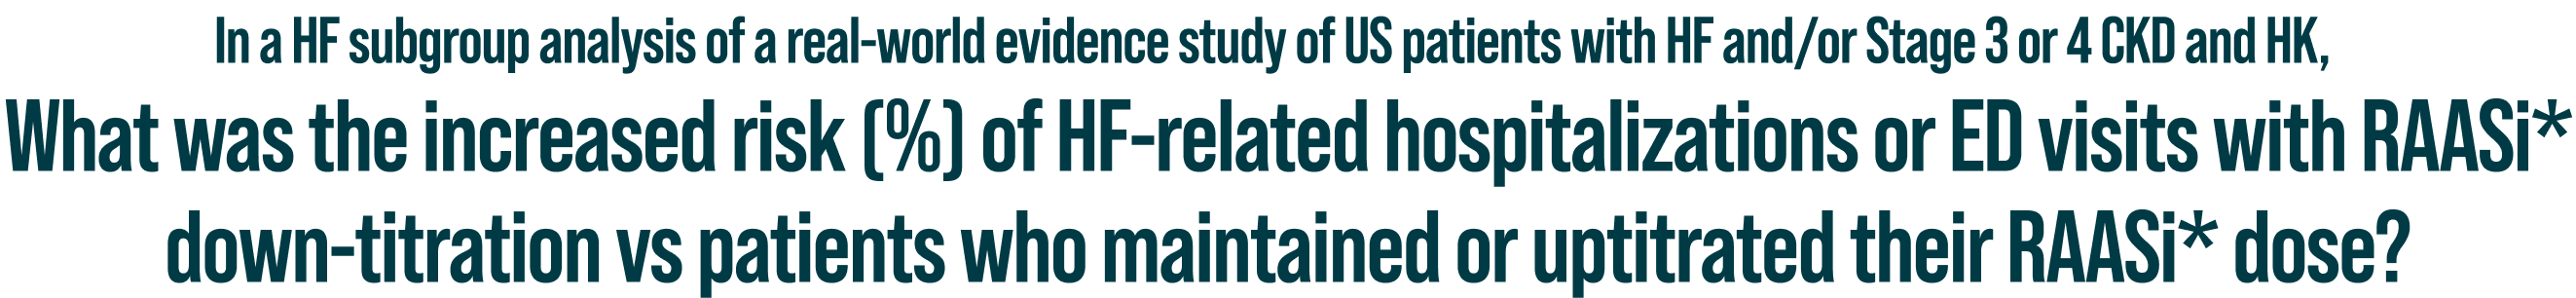 In a HF subgroup analysis of a real-world evidence study of US patients with HF and/or Stage 3 or 4 CKD and HK,
What was the increased risk (%) of HF-related hospitalizations or ED visits with RAASi*
down-titration vs patients who maintained or uptitrated their RAASi* dose?